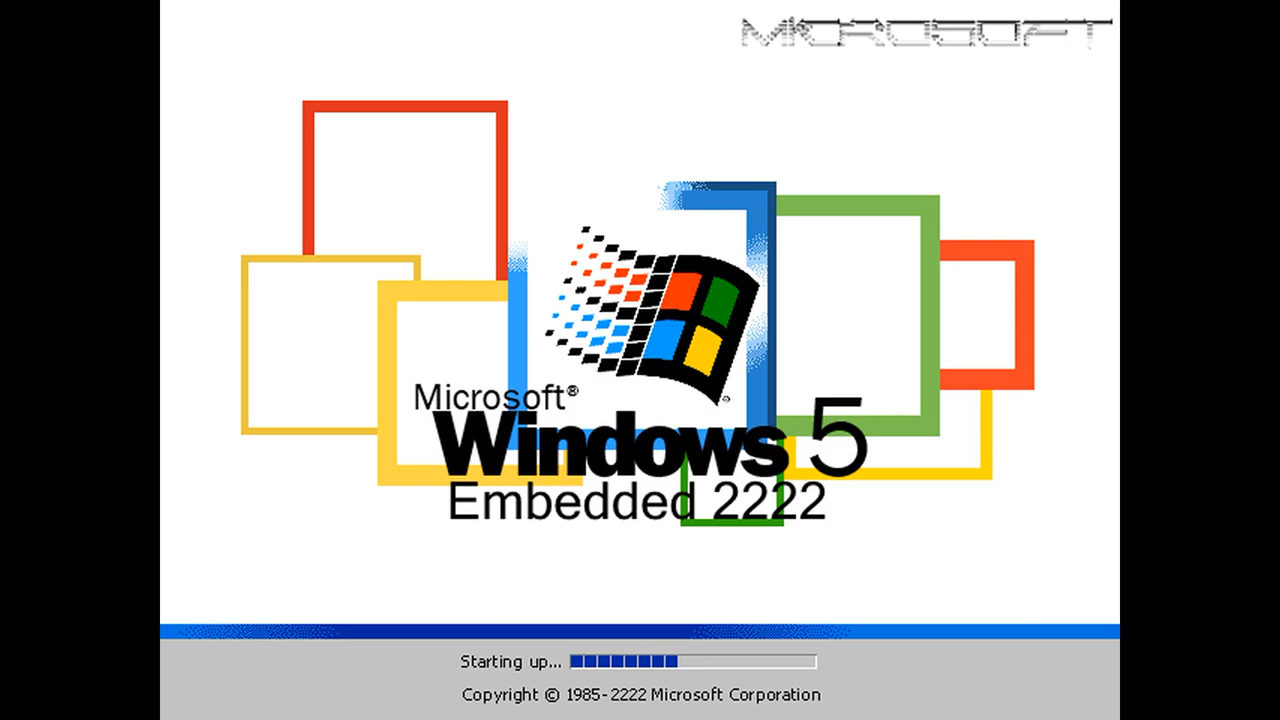 MICROSOFT
Microsoft®
Windows 5
Embedded 2222
Starting up...
Copyright © 1985-2222 Microsoft Corporation